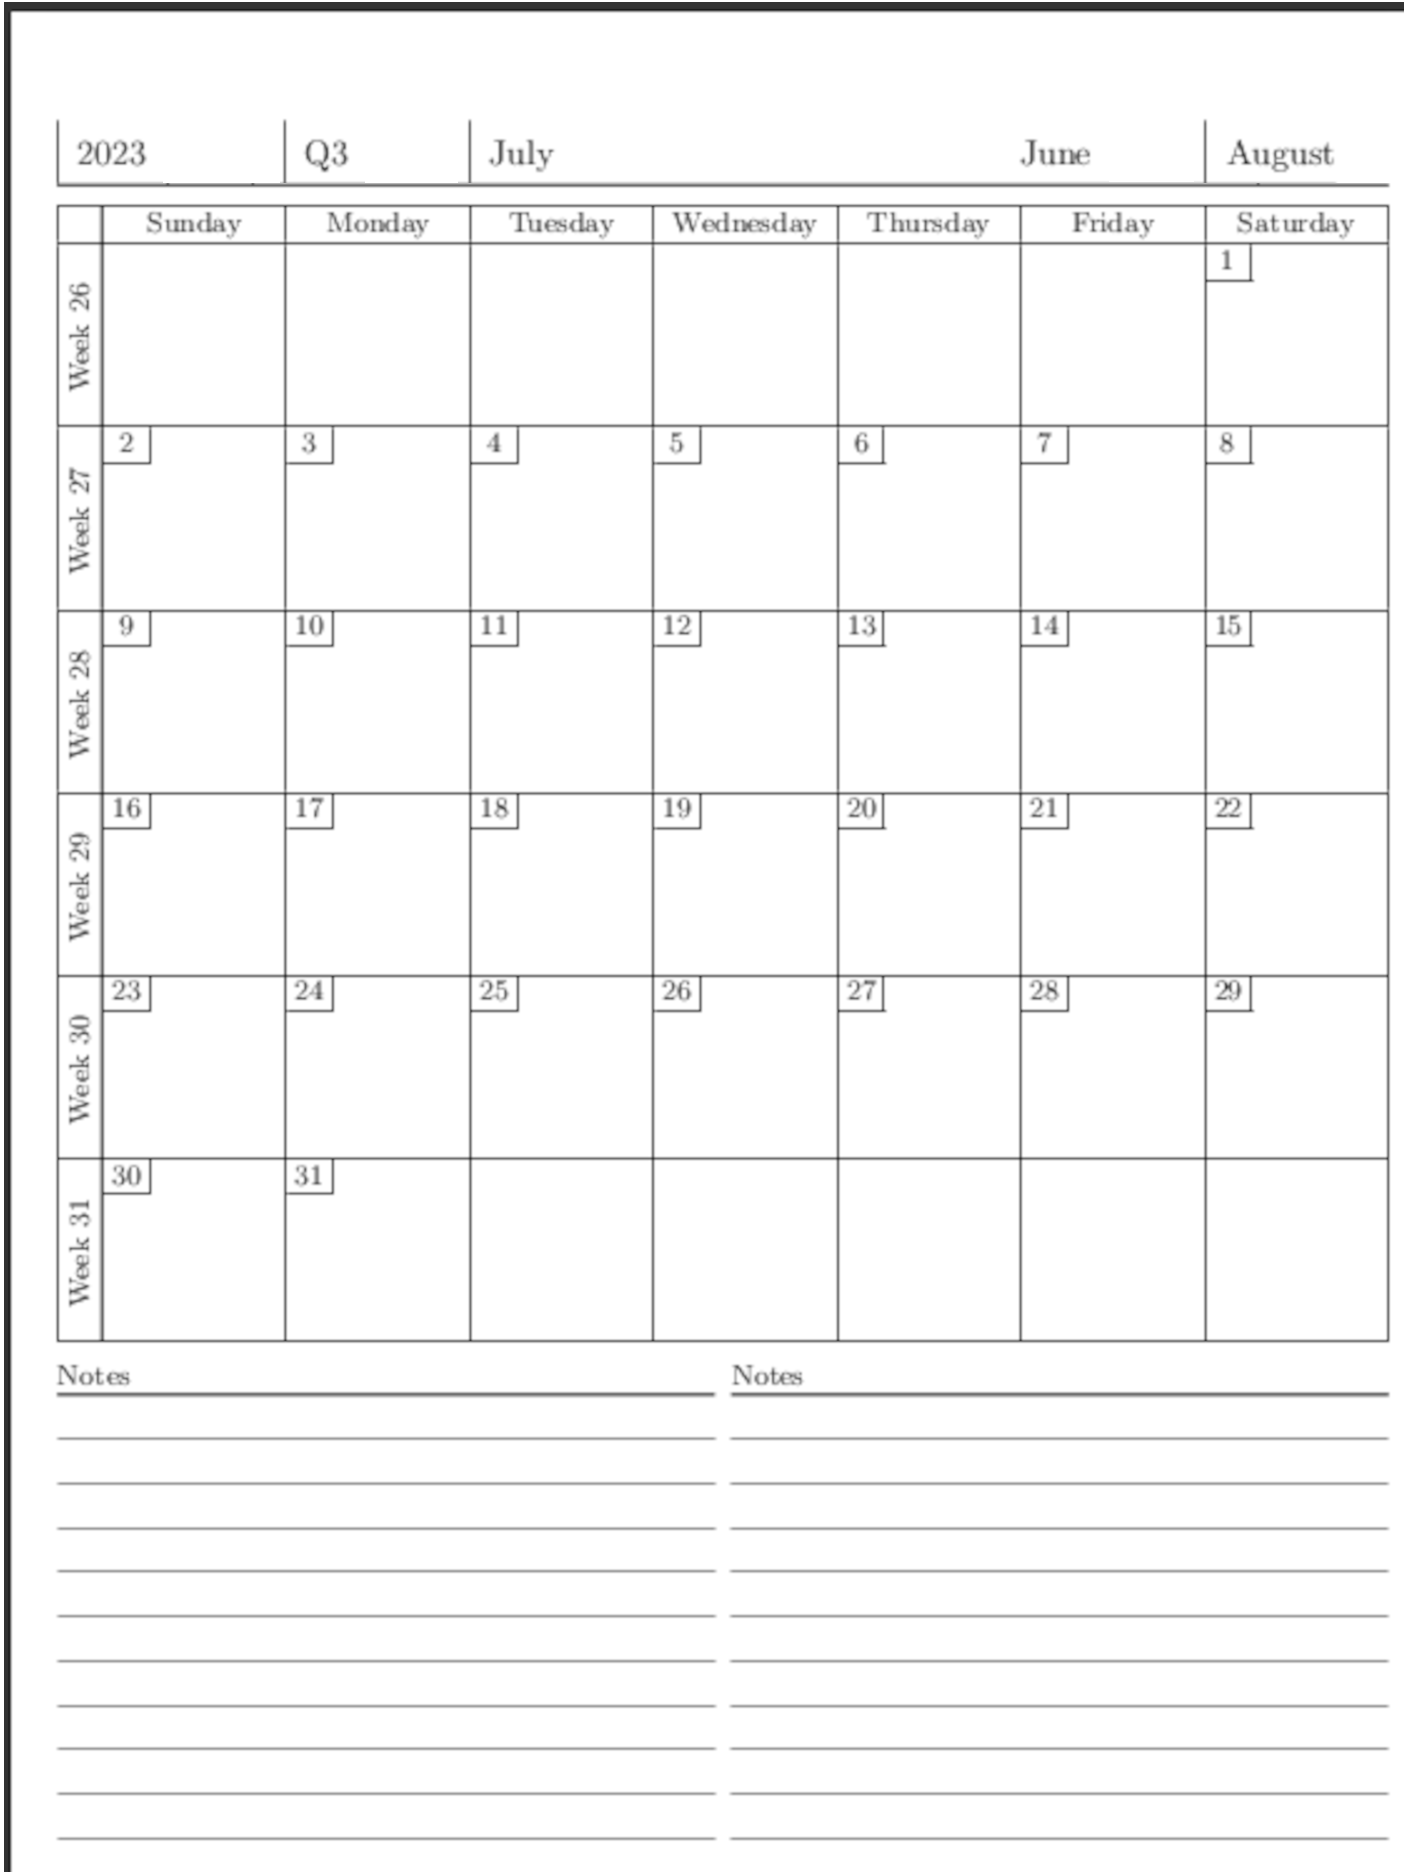 2023 Q3 July June August
Sunday Monday Tuesday Wednesday Thursday Friday Saturday
Week 26
1
Week 27
2 3 4 5 6 7 8
Week 28
9 10 11 12 13 14 15
Week 29
16 17 18 19 20 21 22
Week 30
23 24 25 26 27 28 29
Week 31
30 31
Notes Notes